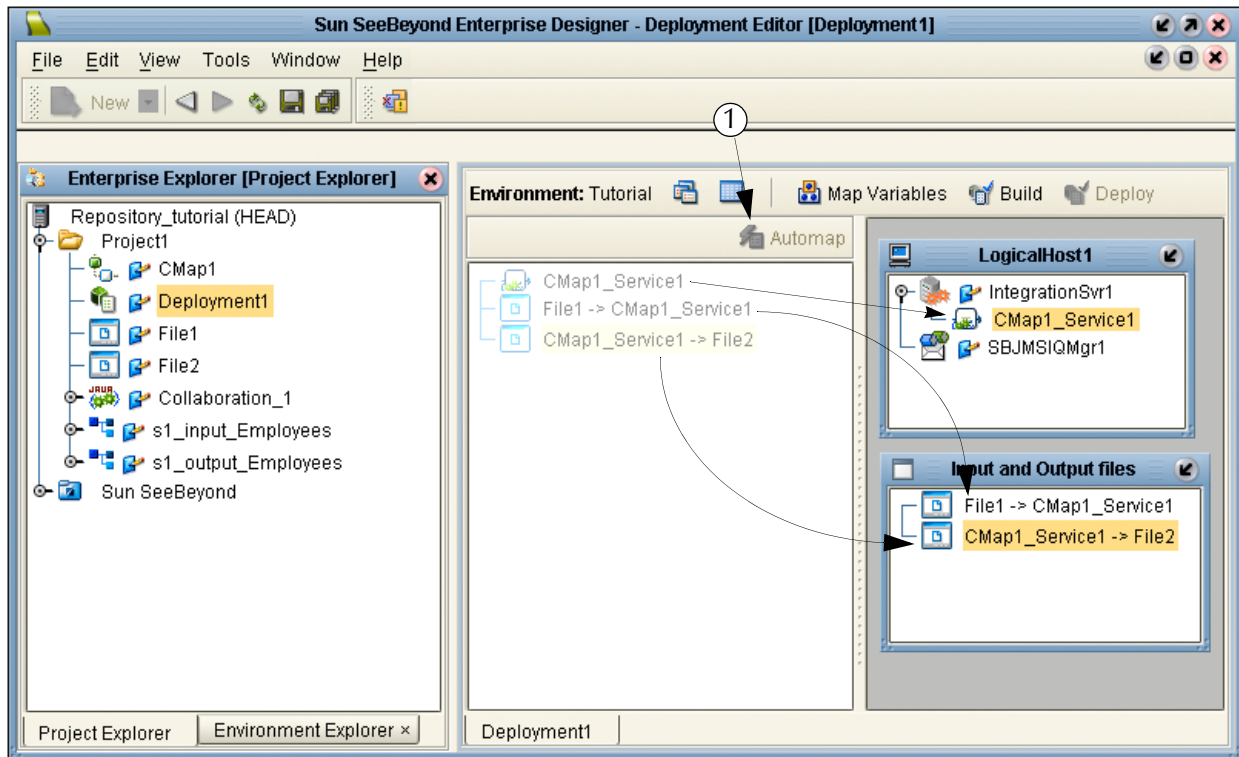 Sun SeeBeyond Enterprise Designer - Deployment Editor [Deployment1]
File Edit View Tools Window Help
New
1
Enterprise Explorer [Project Explorer]
Repository_tutorial (HEAD)
Project1
CMap1
Deployment1
File1
File2
JAVA
Collaboration_1
s1_input_Employees
s1_output_Employees
Sun SeeBeyond
Project Explorer
Environment Explorer ×
Environment: Tutorial
Map Variables
Build
Deploy
Automap
CMap1_Service1
File1 -> CMap1_Service1
CMap1_Service1 -> File2
Deployment1
LogicalHost1
IntegrationSvr1
CMap1_Service1
SBJMSIQMgr1
Input and Output files
File1 -> CMap1_Service1
CMap1_Service1 -> File2